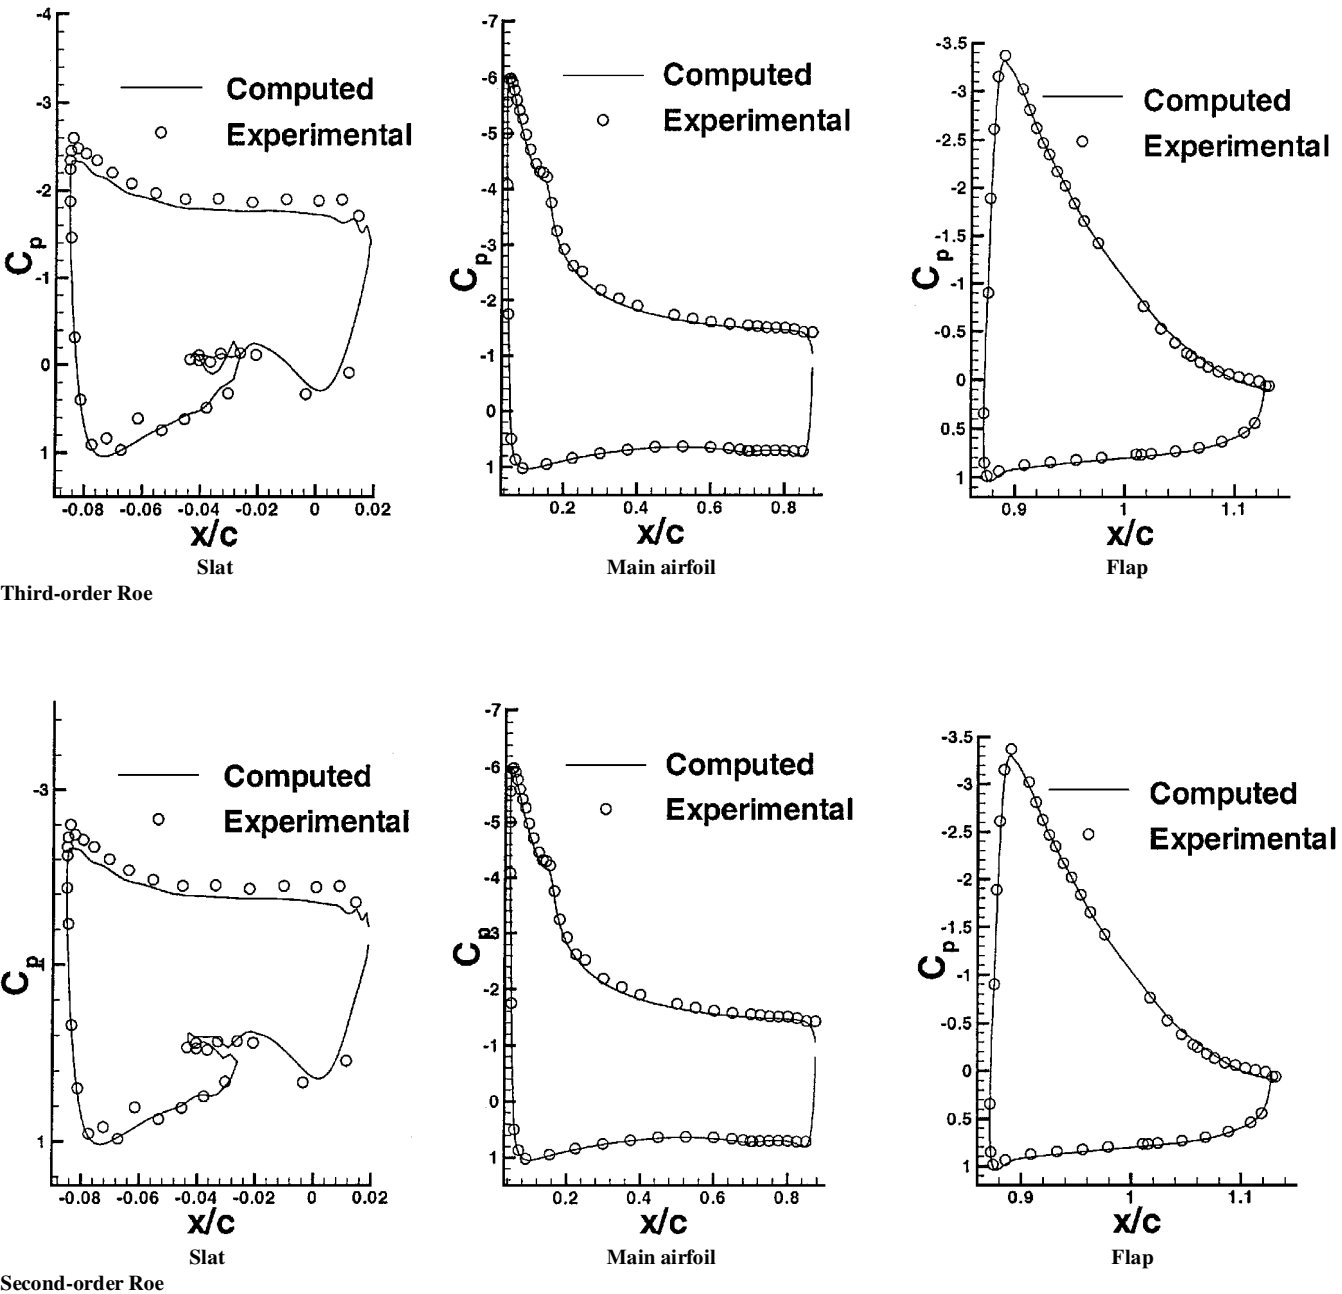 -4
-3
-2
-1
0
1
Cp
Computed
Experimental
-0.08 -0.06 -0.04 -0.02 0 0.02
x/c
Slat
-7
-6
-5
-4
-3
-2
-1
0
1
Cp
Computed
Experimental
0.2 0.4 0.6 0.8
x/c
Main airfoil
-3.5
-3
-2.5
-2
-1.5
-1
-0.5
0
0.5
1
Cp
Computed
Experimental
0.9 1 1.1
x/c
Flap
Third-order Roe
-3
1
Cp
Computed
Experimental
-0.08 -0.06 -0.04 -0.02 0 0.02
x/c
Slat
-7
-6
-5
-4
-3
-2
-1
0
1
Cp
Computed
Experimental
0.2 0.4 0.6 0.8
x/c
Main airfoil
-3.5
-3
-2.5
-2
-1.5
-1
-0.5
0
0.5
1
Cp
Computed
Experimental
0.9 1 1.1
x/c
Flap
Second-order Roe